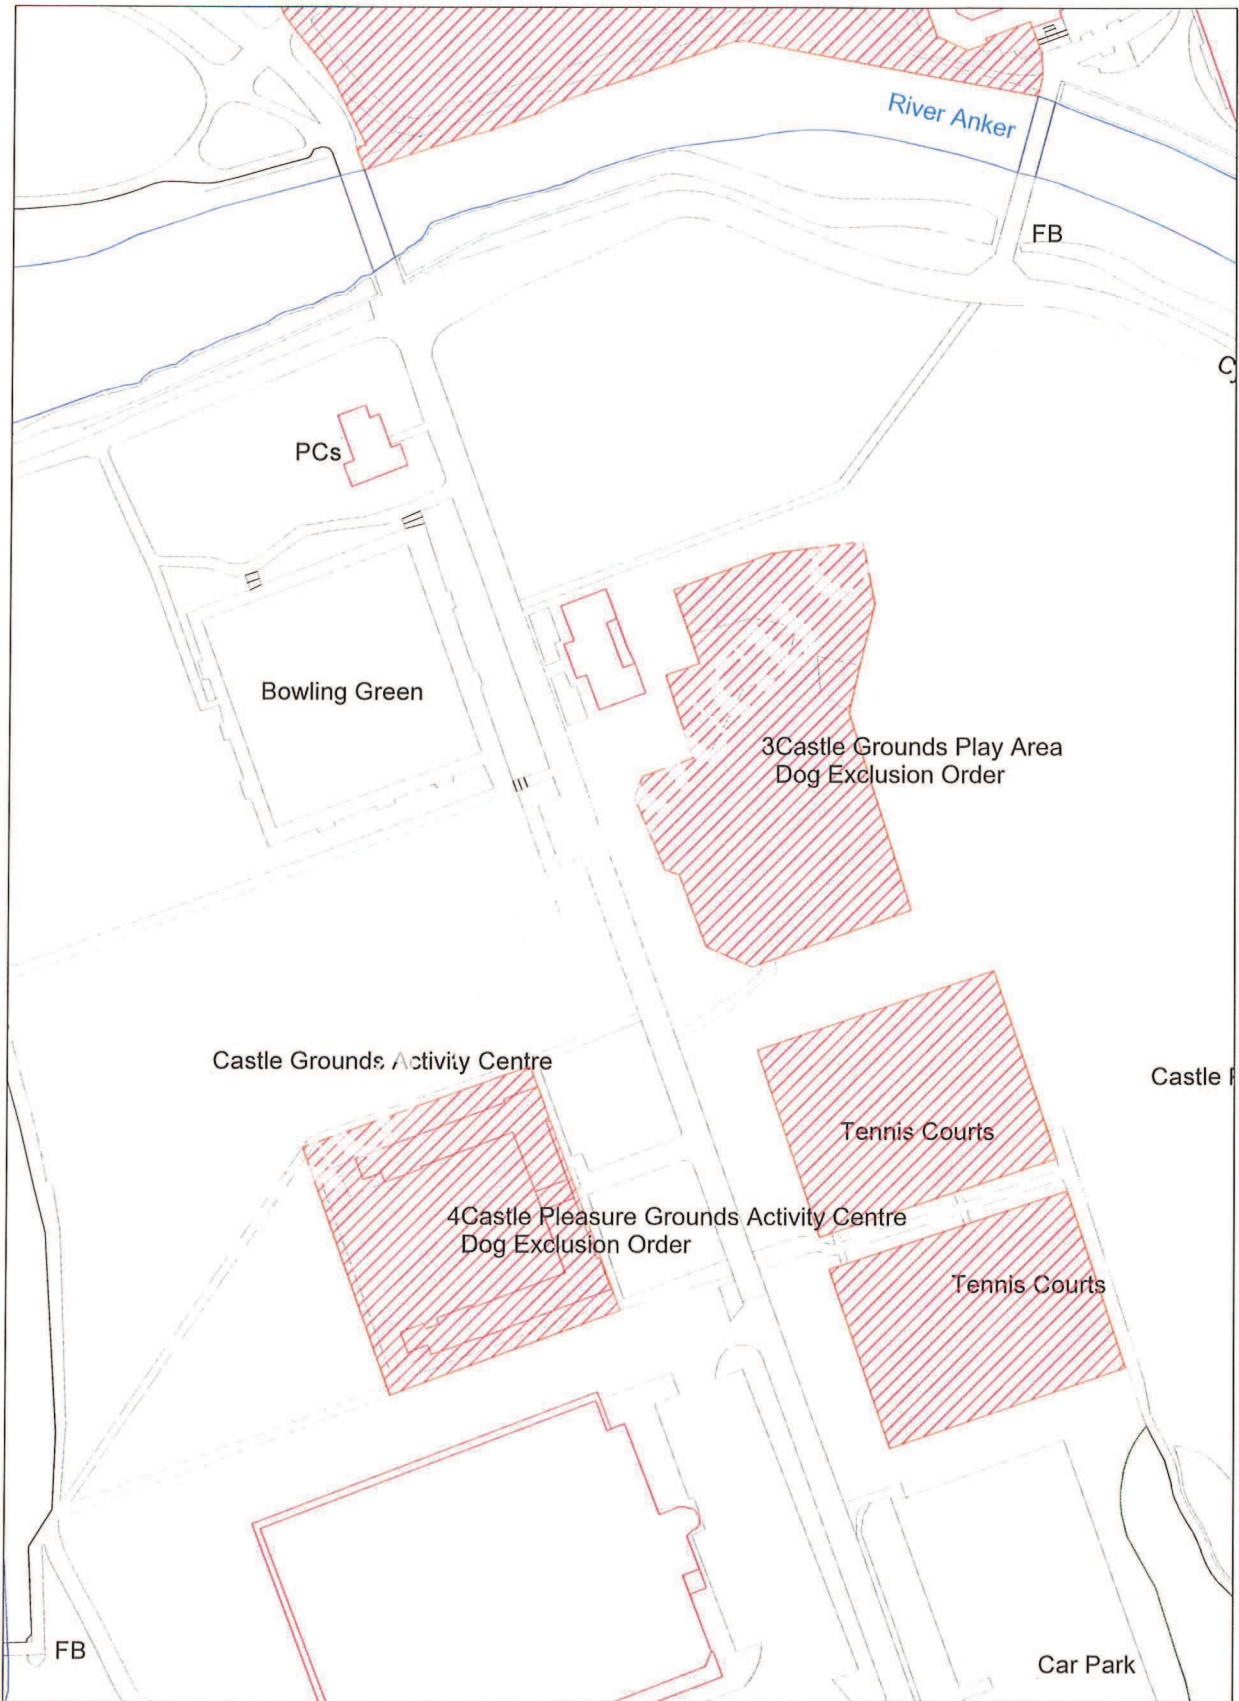 River Anker
FB
PCs
Bowling Green
3Castle Grounds Play Area
Dog Exclusion Order
Castle Grounds Activity Centre
Castle
Tennis Courts
4Castle Pleasure Grounds Activity Centre
Dog Exclusion Order
Tennis Courts
FB
Car Park